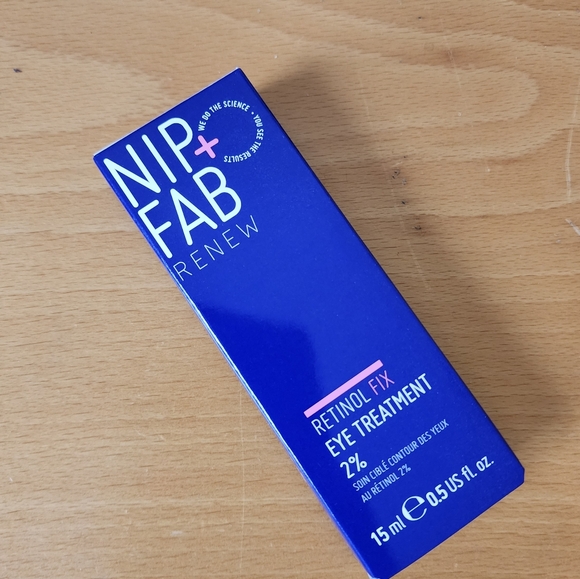 NIP+
FAB
RENEW
WE DO THE SCIENCE • YOU SEE THE RESULTS
RETINOL FIX
EYE TREATMENT
2%
SOIN CIBLÉ CONTOUR DES YEUX
AU RÉTINOL 2%
15 ml ℮ 0.5 US fl. oz.